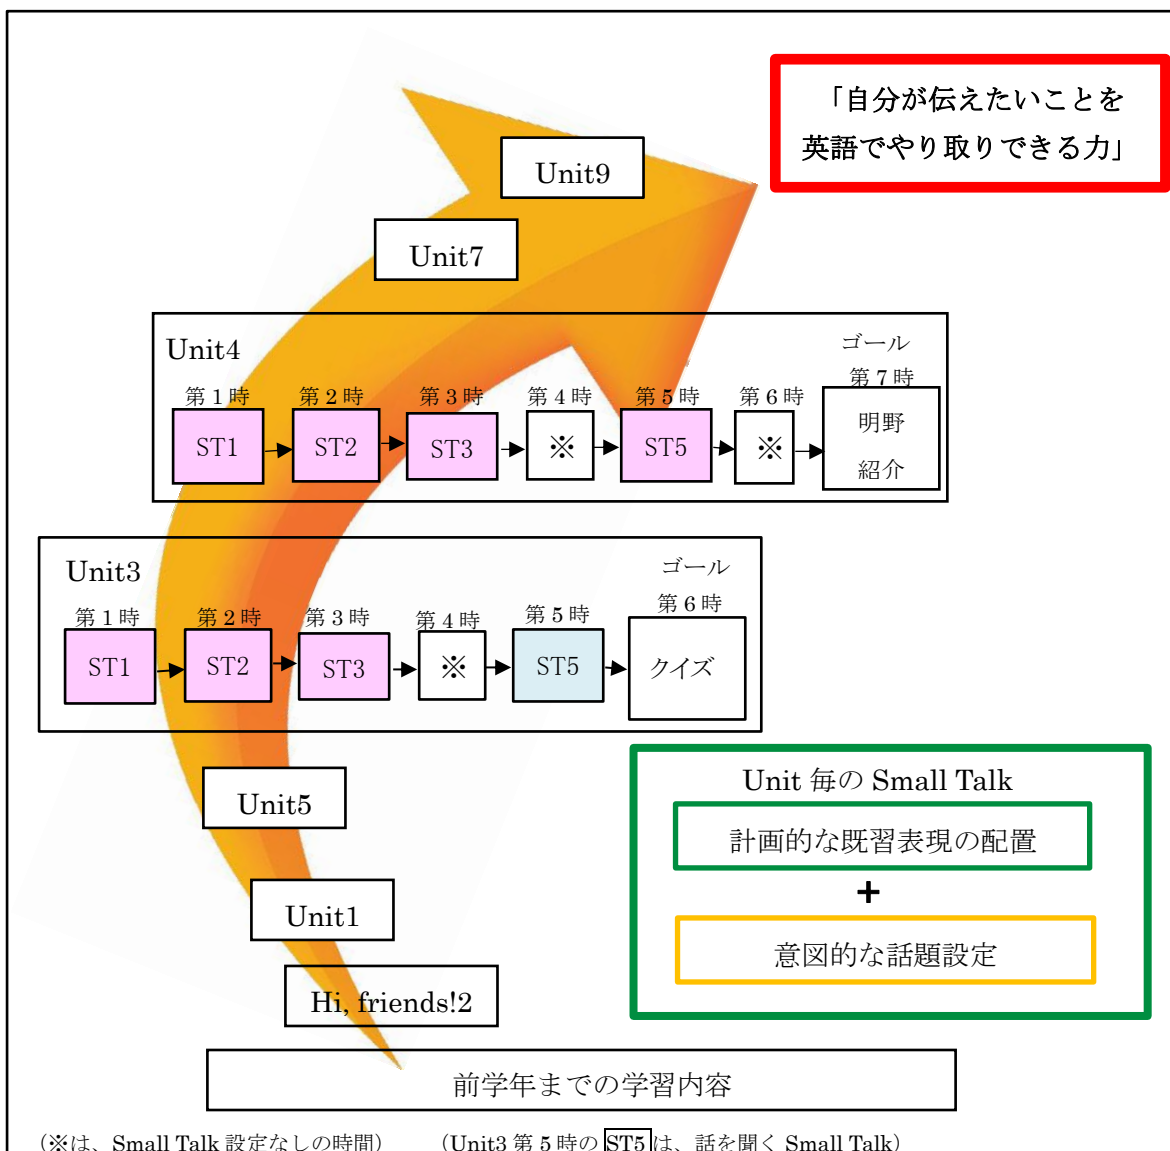 「自分が伝えたいことを
英語でやり取りできる力」
Unit9
Unit7
Unit4
ゴール
第1時 第2時 第3時 第4時 第5時 第6時 第7時
ST1 ST2 ST3 ※ ST5 ※ 明野
紹介
Unit3
ゴール
第1時 第2時 第3時 第4時 第5時 第6時
ST1 ST2 ST3 ※ ST5 クイズ
Unit 毎の Small Talk
計画的な既習表現の配置
+
意図的な話題設定
Unit5
Unit1
Hi, friends!2
前学年までの学習内容
(※は、Small Talk 設定なしの時間) (Unit3 第5時の ST5 は、話を聞く Small Talk)